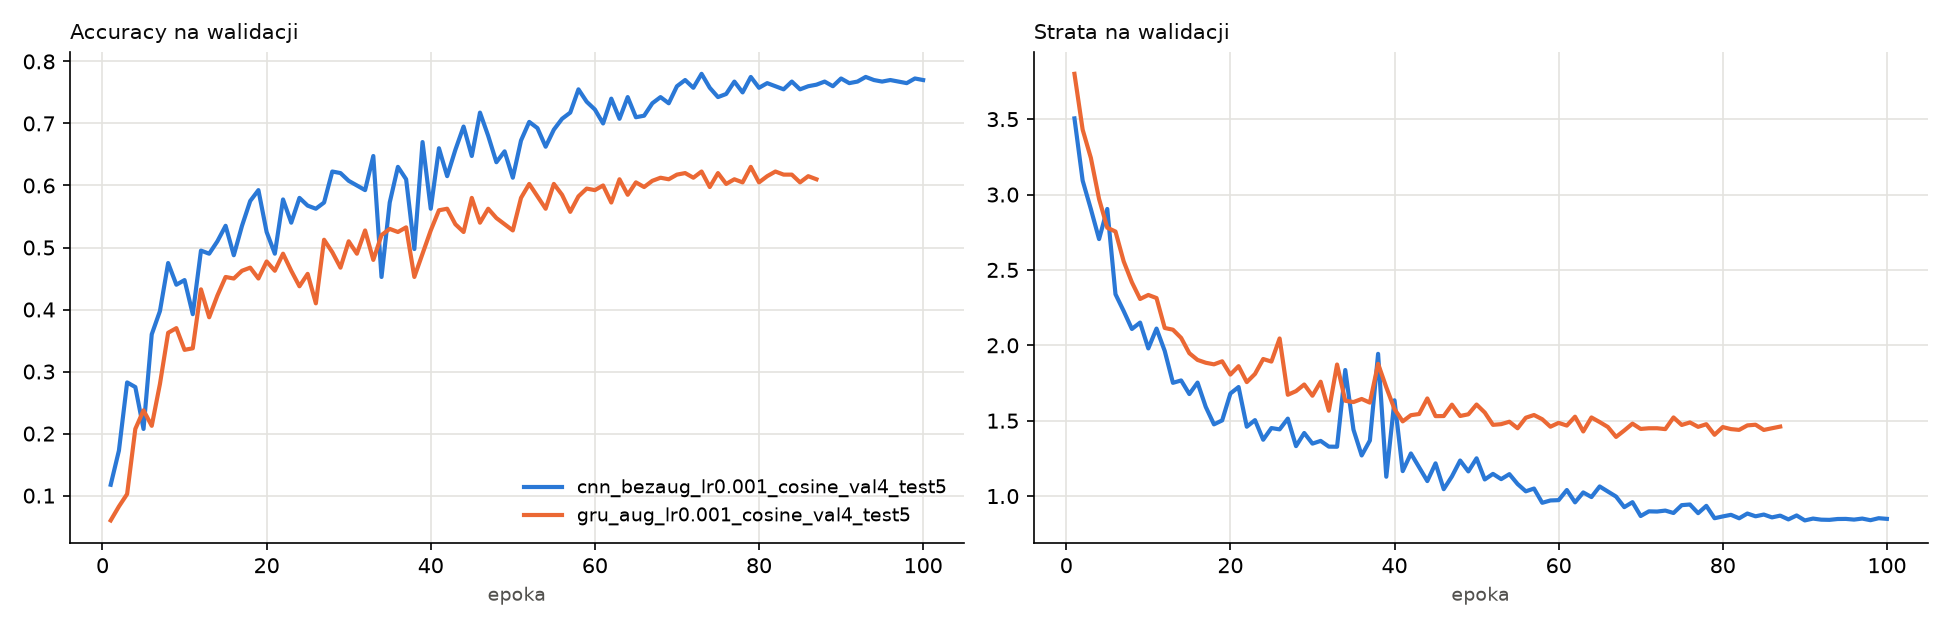 Accuracy na walidacji
0.8
0.7
0.6
0.5
0.4
0.3
0.2
0.1
cnn_bezaug_lr0.001_cosine_val4_test5
gru_aug_lr0.001_cosine_val4_test5
0 20 40 60 80 100
epoka
Strata na walidacji
3.5
3.0
2.5
2.0
1.5
1.0
0 20 40 60 80 100
epoka